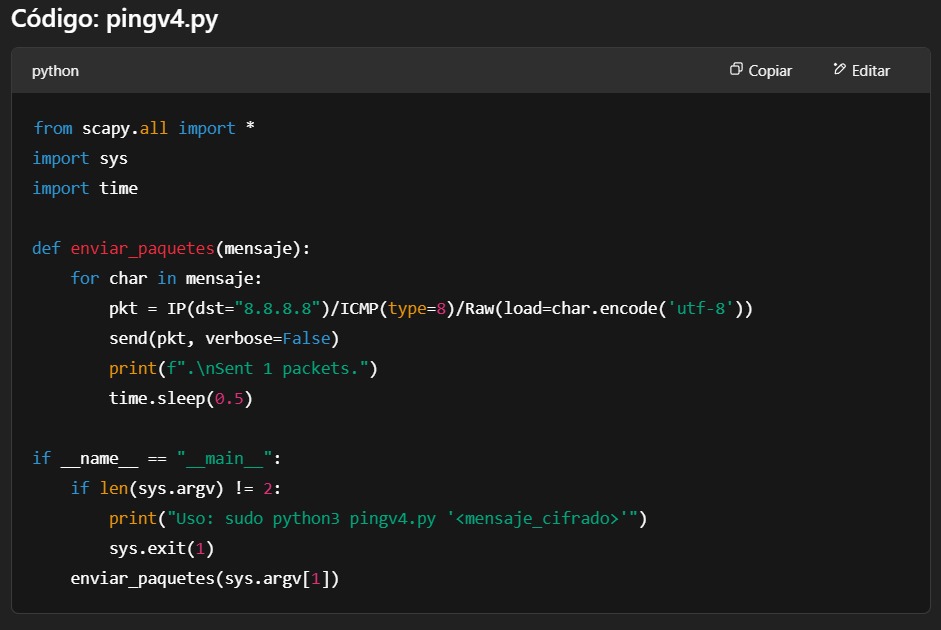 Código: pingv4.py
python
Copiar
Editar
from scapy.all import *
import sys
import time
def enviar_paquetes(mensaje):
    for char in mensaje:
        pkt = IP(dst="8.8.8.8")/ICMP(type=8)/Raw(load=char.encode('utf-8'))
        send(pkt, verbose=False)
        print(f".\nSent 1 packets.")
        time.sleep(0.5)
if __name__ == "__main__":
    if len(sys.argv) != 2:
        print("Uso: sudo python3 pingv4.py '<mensaje_cifrado>'")
        sys.exit(1)
    enviar_paquetes(sys.argv[1])